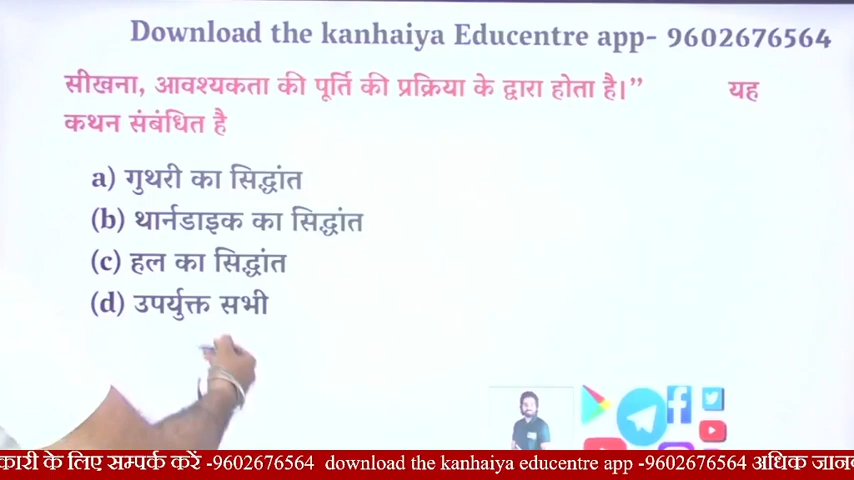 Download the kanhaiya Educentre app- 9602676564
सीखना, आवश्यकता की पूर्ति की प्रक्रिया के द्वारा होता है।” यह
कथन संबंधित है
a) गुथरी का सिद्धांत
(b) थार्नडाइक का सिद्धांत
(c) हल का सिद्धांत
(d) उपर्युक्त सभी
कारी के लिए सम्पर्क करें -9602676564 download the kanhaiya educentre app -9602676564 अधिक जानव